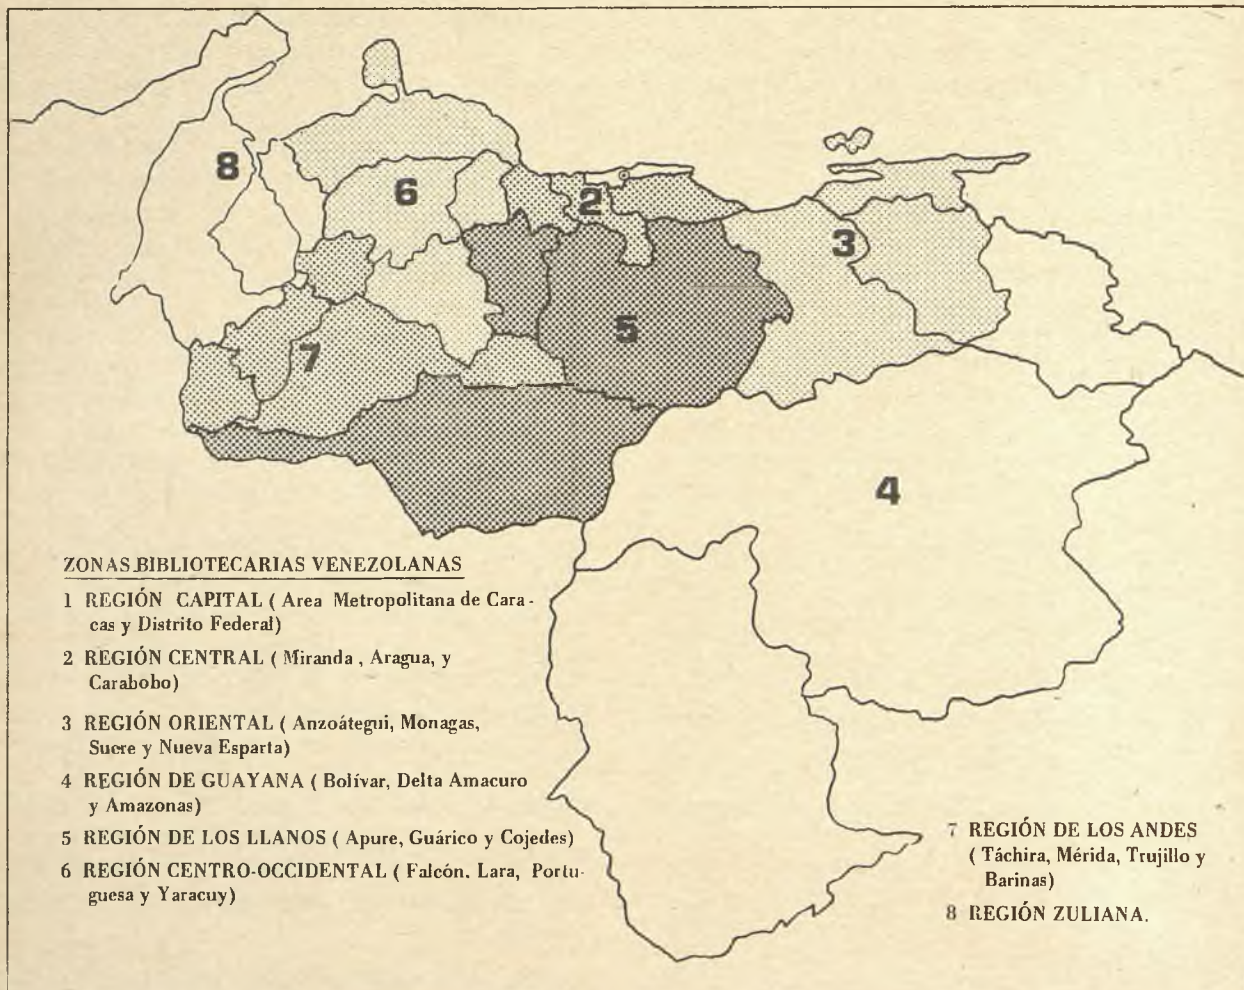 8
6
2
3
5
7
4
ZONAS BIBLIOTECARIAS VENEZOLANAS
1 REGIÓN CAPITAL ( Area Metropolitana de Cara-
cas y Distrito Federal)
2 REGIÓN CENTRAL ( Miranda , Aragua, y
Carabobo)
3 REGIÓN ORIENTAL ( Anzoátegui, Monagas,
Sucre y Nueva Esparta)
4 REGIÓN DE GUAYANA ( Bolívar, Delta Amacuro
y Amazonas)
5 REGIÓN DE LOS LLANOS ( Apure, Guárico y Cojedes)
6 REGIÓN CENTRO-OCCIDENTAL ( Falcón. Lara, Portu-
guesa y Yaracuy)
7 REGIÓN DE LOS ANDES
( Táchira, Mérida, Trujillo y
Barinas)
8 REGIÓN ZULIANA.